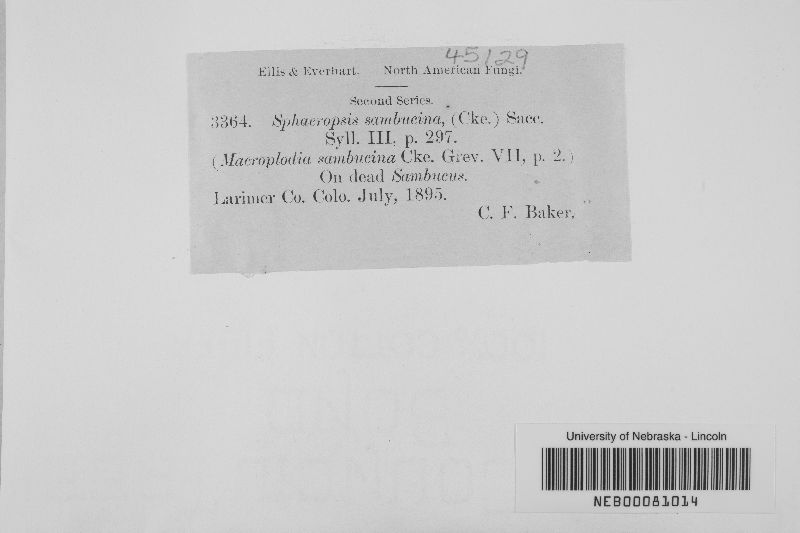 45129
Ellis & Everhart. North American Fungi.
Second Series.
3364. Sphaeropsis sambucina, (Cke.) Sacc.
Syll. III, p. 297.
(Macroplodia sambucina Cke. Grev. VII, p. 2.)
On dead Sambucus.
Larimer Co. Colo. July, 1895.
C. F. Baker.
University of Nebraska - Lincoln
NEB00081014